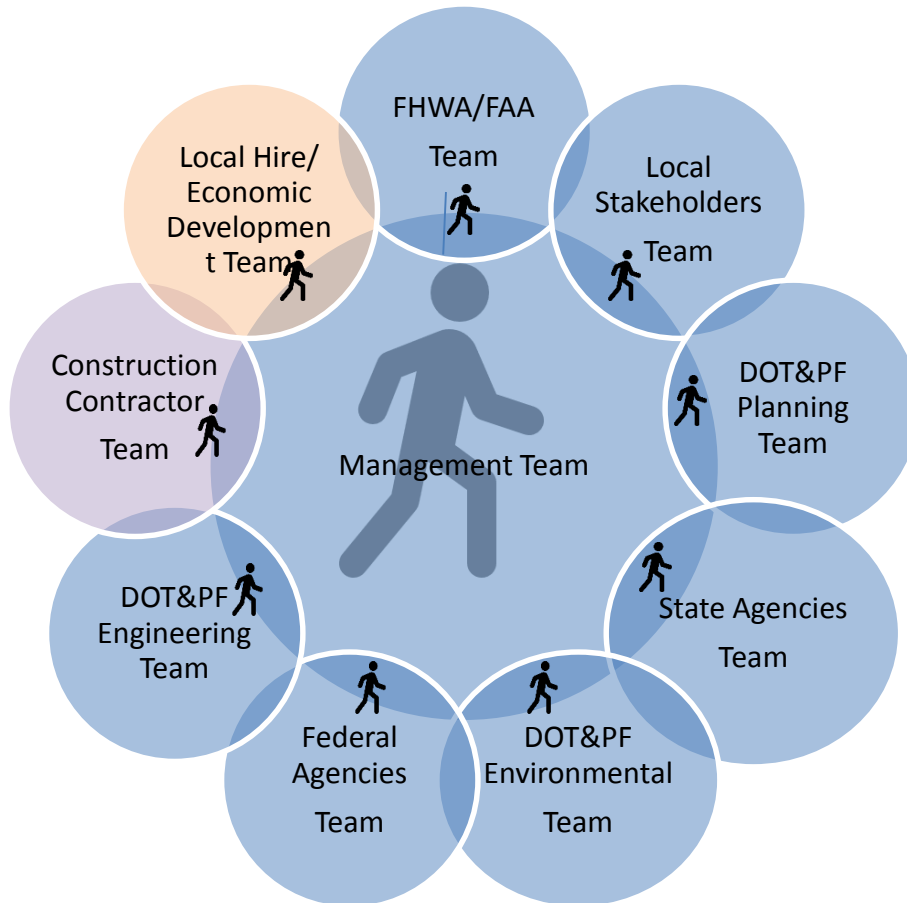 FHWA/FAA
Team
Local Hire/
Economic
Developmen
t Team
Local
Stakeholders
Team
Construction
Contractor
Team
DOT&PF
Planning
Team
Management Team
DOT&PF
Engineering
Team
State Agencies
Team
Federal
Agencies
Team
DOT&PF
Environmental
Team